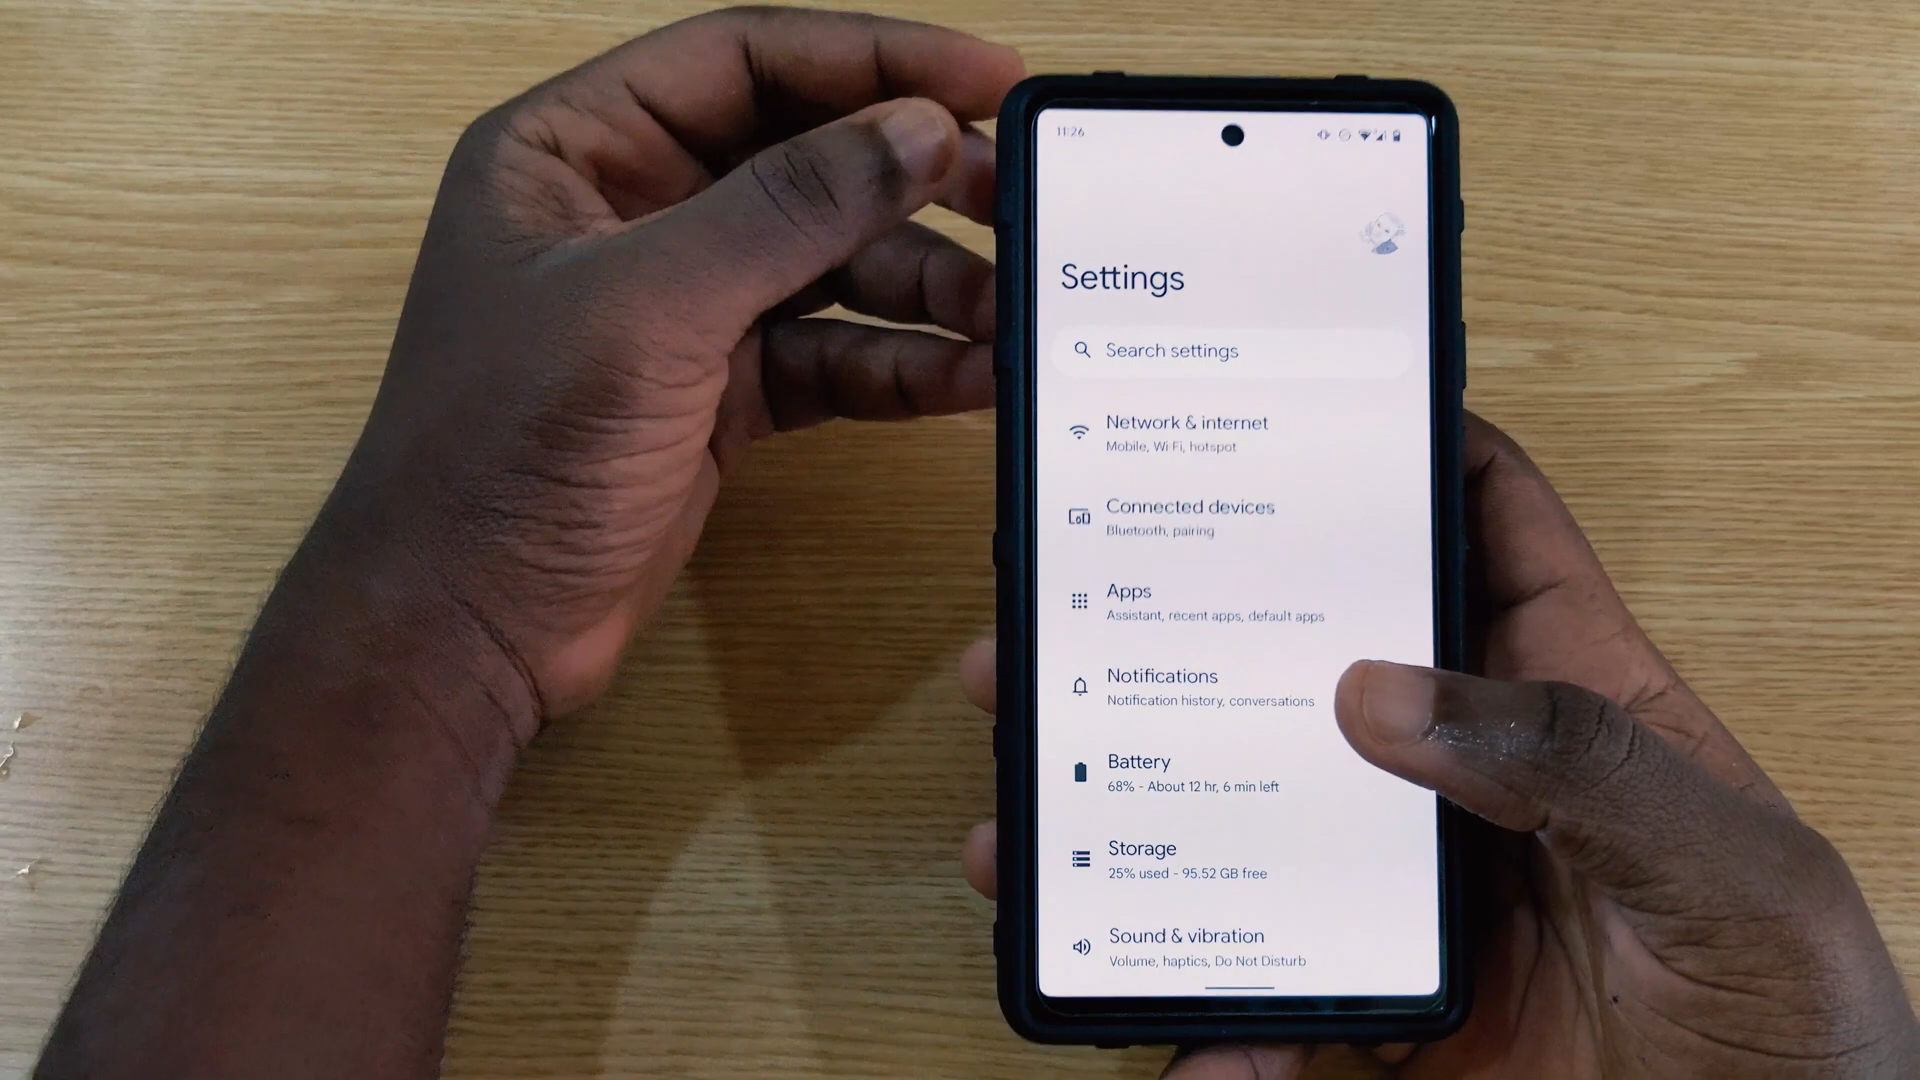 11:26
Settings
Search settings
Network & internet
Mobile, Wi-Fi, hotspot
Connected devices
Bluetooth, pairing
Apps
Assistant, recent apps, default apps
Notifications
Notification history, conversations
Battery
68% - About 12 hr, 6 min left
Storage
25% used - 95.52 GB free
Sound & vibration
Volume, haptics, Do Not Disturb